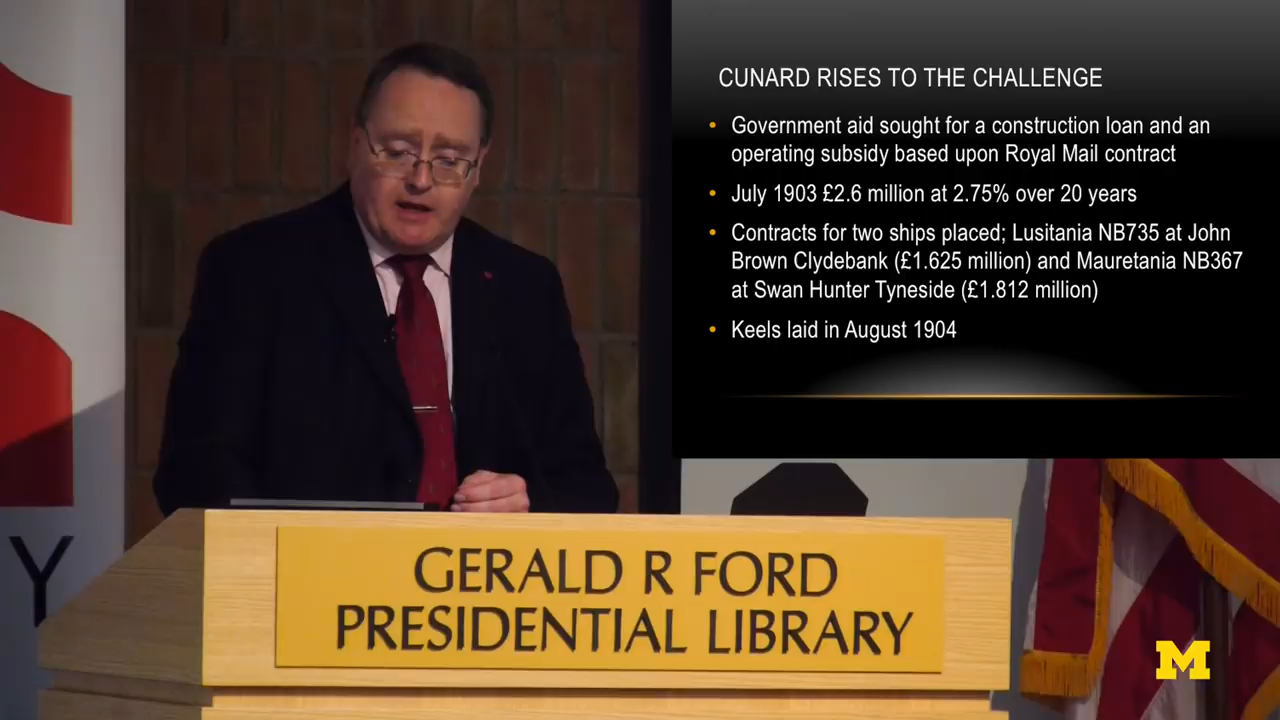 CUNARD RISES TO THE CHALLENGE
• Government aid sought for a construction loan and an
operating subsidy based upon Royal Mail contract
• July 1903 £2.6 million at 2.75% over 20 years
• Contracts for two ships placed; Lusitania NB735 at John
Brown Clydebank (£1.625 million) and Mauretania NB367
at Swan Hunter Tyneside (£1.812 million)
• Keels laid in August 1904
Y
GERALD R FORD
PRESIDENTIAL LIBRARY
M